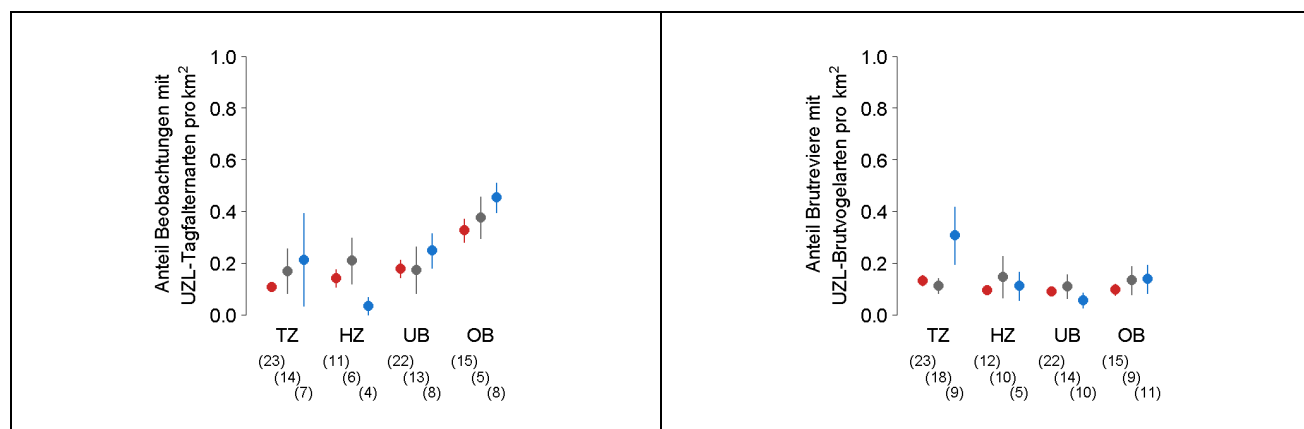 Anteil Beobachtungen mit
UZL-Tagfalternarten pro km²
1.0
0.8
0.6
0.4
0.2
0.0
TZ HZ UB OB
(23) (11) (22) (15)
(14) (6) (13) (5)
(7) (4) (8) (8)
Anteil Brutreviere mit
UZL-Brutvogelarten pro km²
1.0
0.8
0.6
0.4
0.2
0.0
TZ HZ UB OB
(23) (12) (22) (15)
(18) (10) (14) (9)
(9) (5) (10) (11)